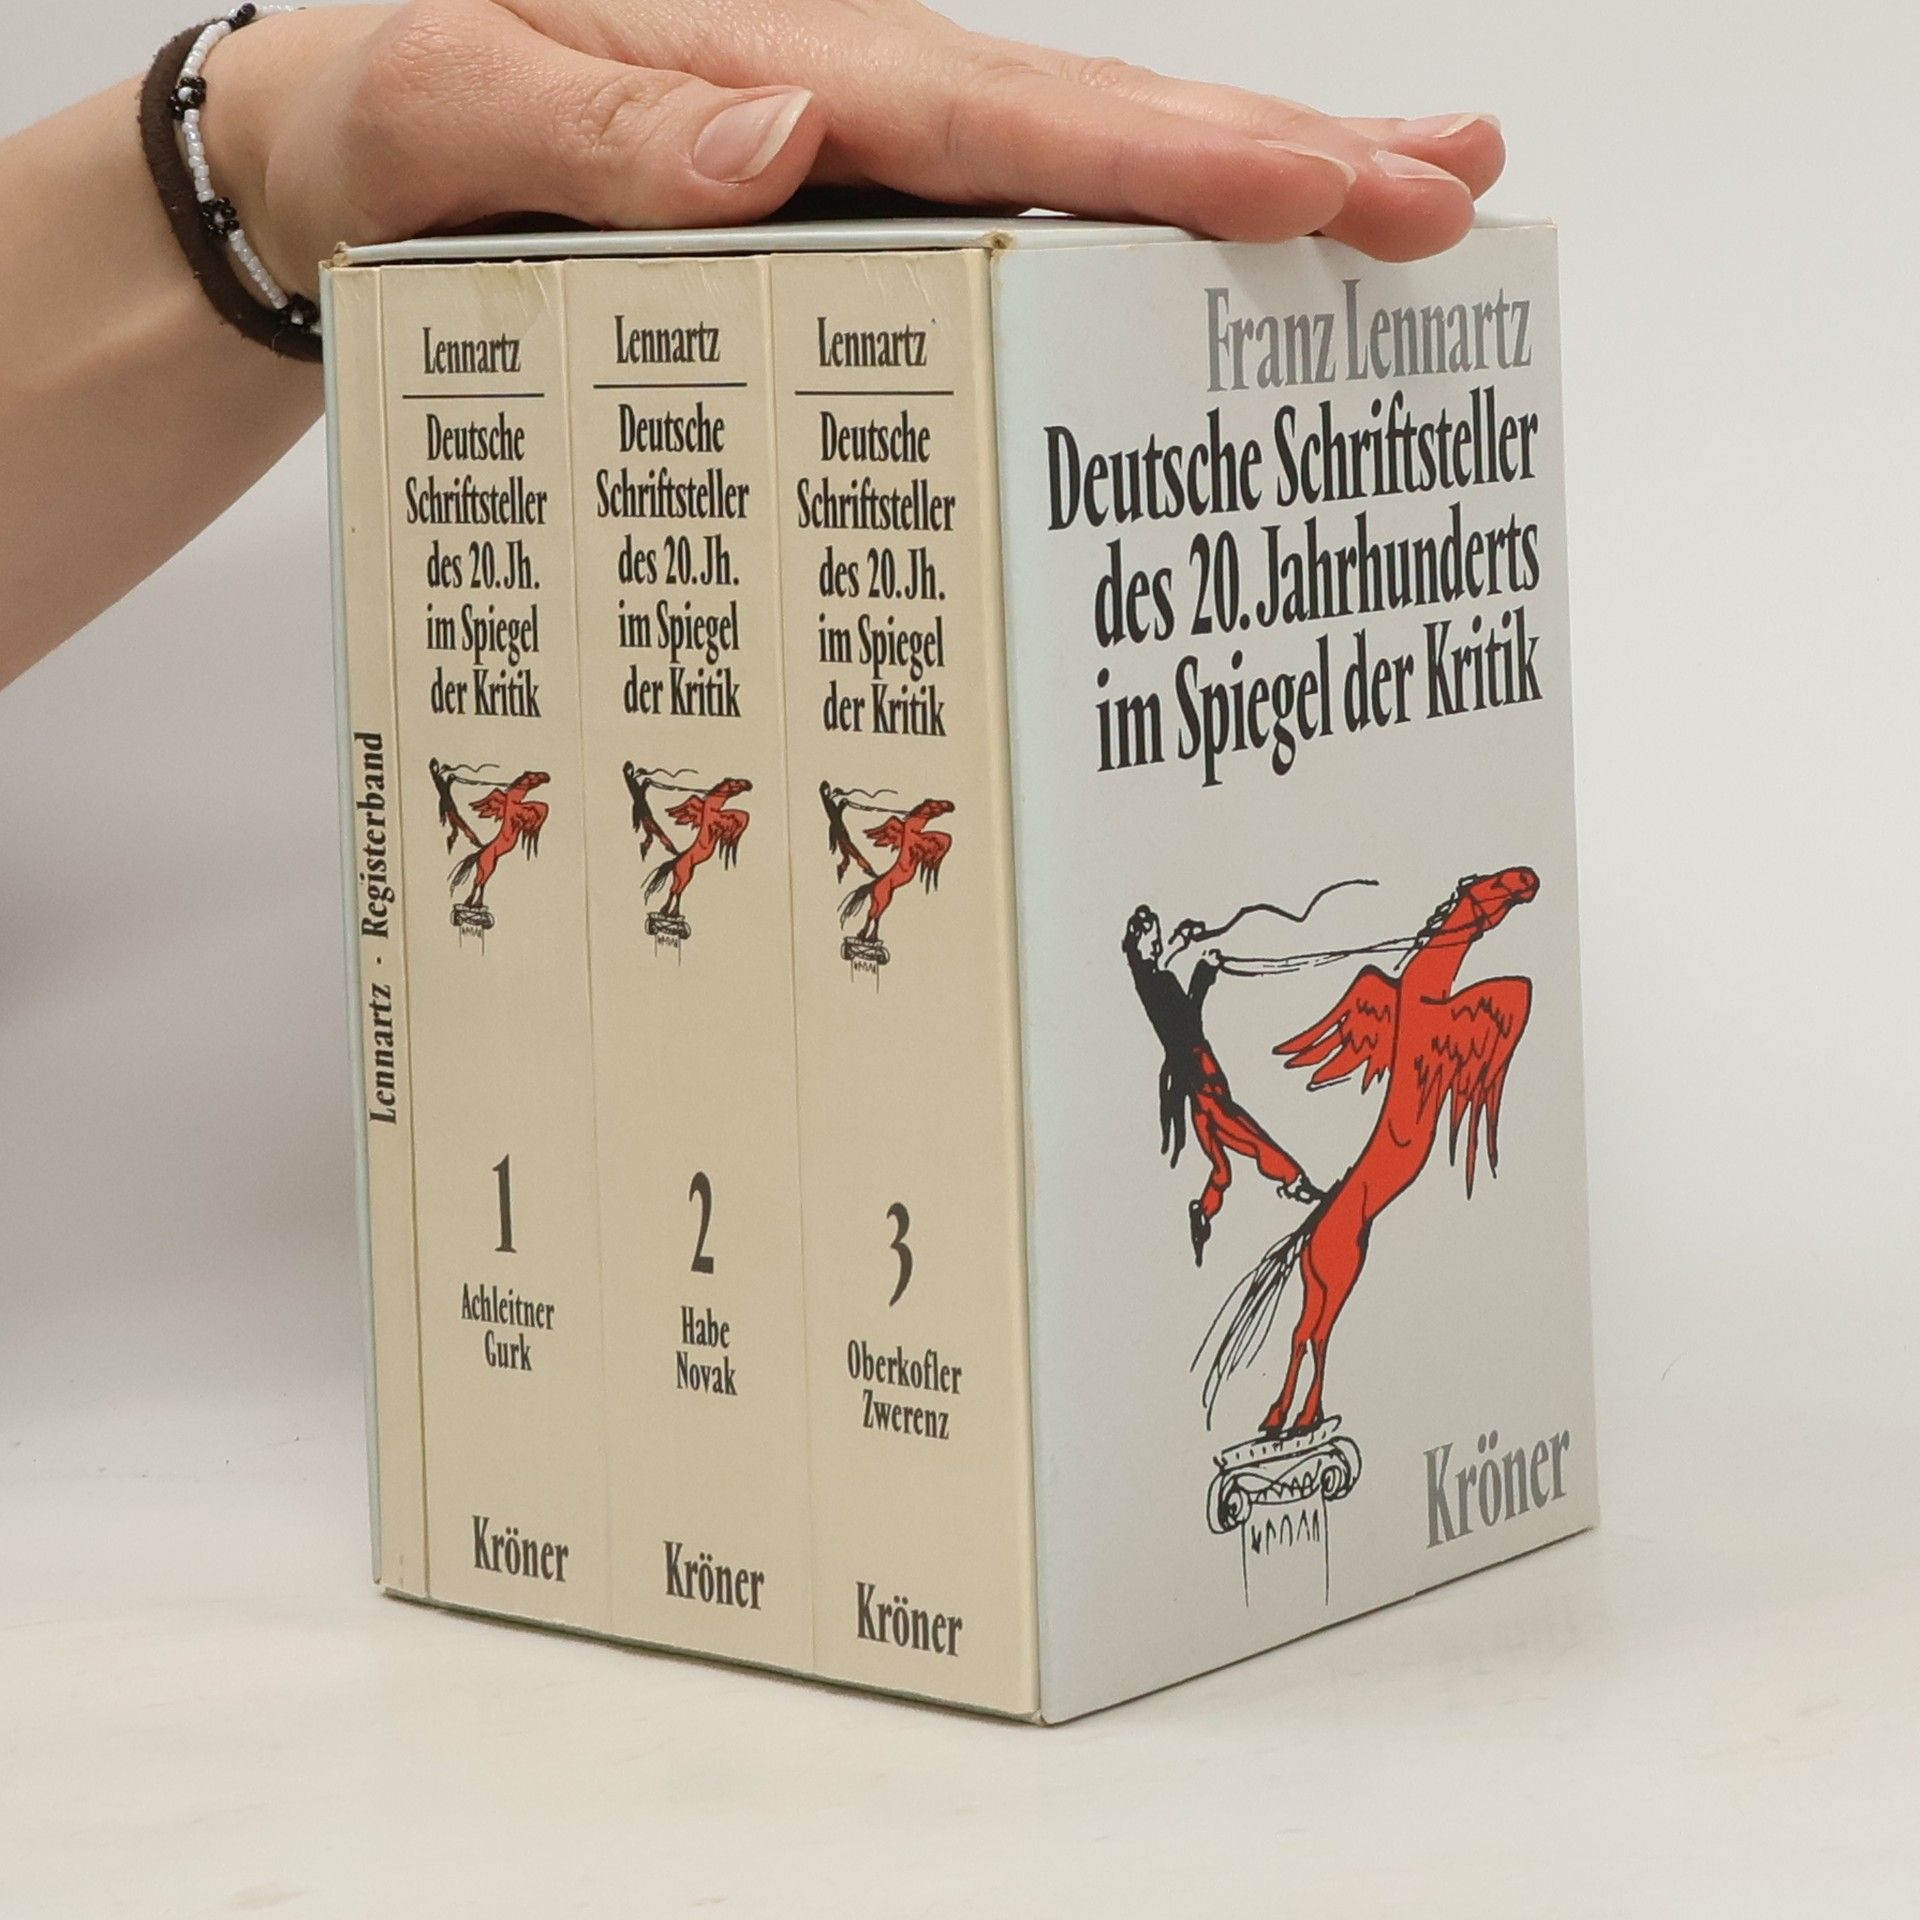 Lennartz · Registerband
Lennartz
Deutsche
Schriftsteller
des 20. Jh.
im Spiegel
der Kritik
1
Achleitner
Gurk
Kröner
Lennartz
Deutsche
Schriftsteller
des 20. Jh.
im Spiegel
der Kritik
2
Habe
Novak
Kröner
Lennartz
Deutsche
Schriftsteller
des 20. Jh.
im Spiegel
der Kritik
3
Oberkofler
Zwerenz
Kröner
Franz Lennartz
Deutsche Schriftsteller
des 20. Jahrhunderts
im Spiegel der Kritik
Kröner